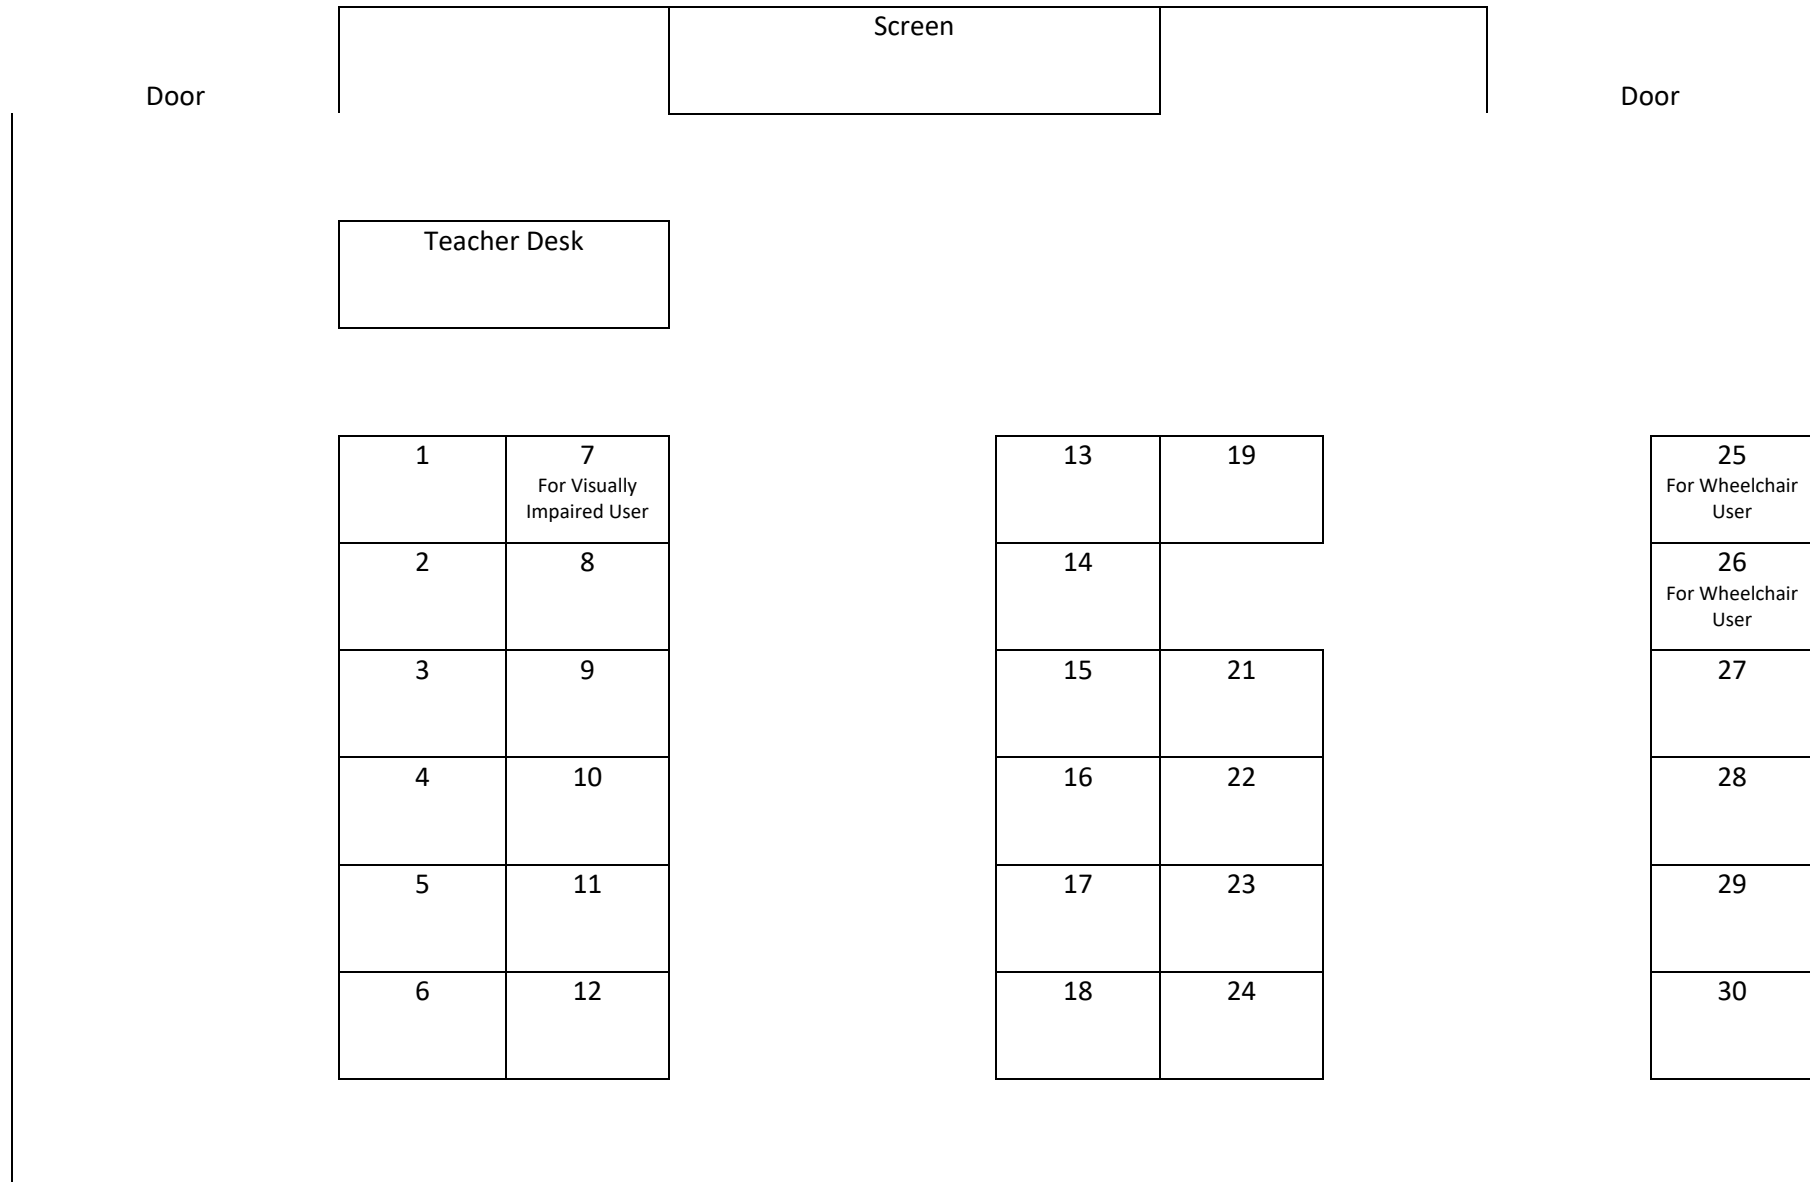 Screen
Door
Door
Teacher Desk
1
7
For Visually
Impaired User
13
19
25
For Wheelchair
User
2
8
14
26
For Wheelchair
User
3
9
15
21
27
4
10
16
22
28
5
11
17
23
29
6
12
18
24
30